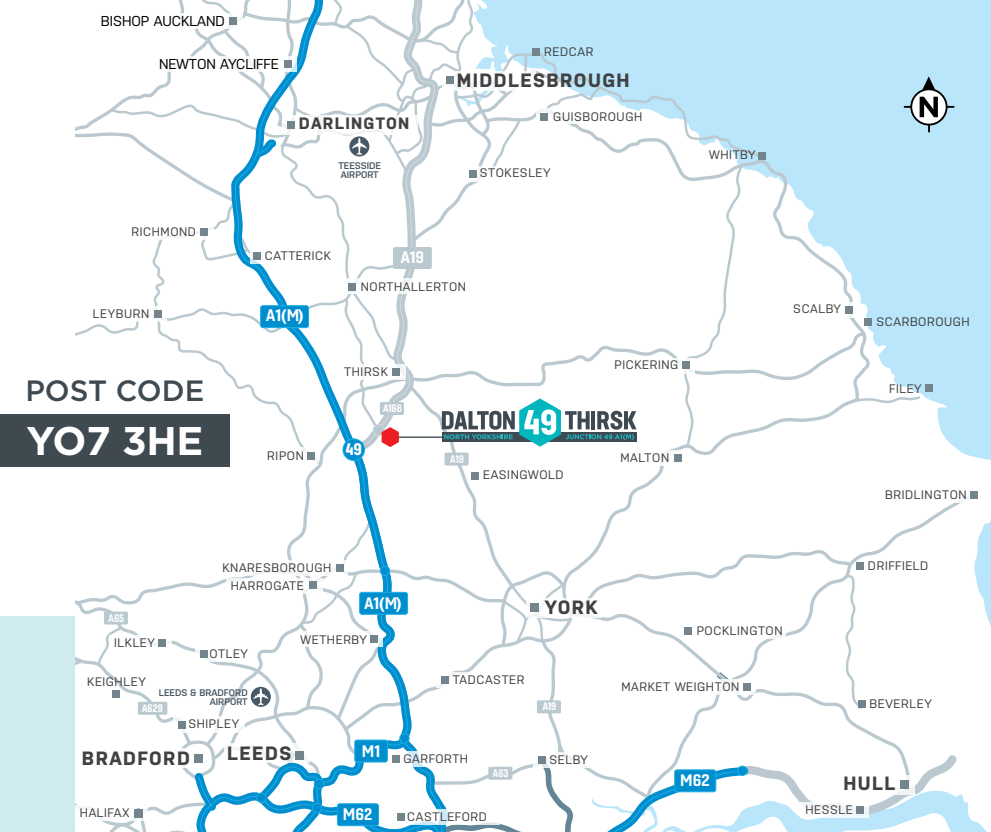 BISHOP AUCKLAND
REDCAR
NEWTON AYCLIFFE
MIDDLESBROUGH
N
GUISBOROUGH
DARLINGTON
WHITBY
TEESSIDE
AIRPORT
STOKESLEY
RICHMOND
CATTERICK
A19
NORTHALLERTON
LEYBURN
A1(M)
SCALBY
SCARBOROUGH
THIRSK
PICKERING
POST CODE
YO7 3HE
FILEY
A168
DALTON 49 THIRSK
NORTH YORKSHIRE JUNCTION 49 A1(M)
49
RIPON
A19
MALTON
EASINGWOLD
BRIDLINGTON
KNARESBOROUGH
DRIFFIELD
HARROGATE
A1(M)
YORK
A65
ILKLEY
WETHERBY
POCKLINGTON
OTLEY
KEIGHLEY
TADCASTER
MARKET WEIGHTON
LEEDS & BRADFORD
AIRPORT
A629
A19
BEVERLEY
SHIPLEY
BRADFORD
LEEDS
M1
GARFORTH
SELBY
A63
M62
HULL
HALIFAX
M62
CASTLEFORD
HESSLE